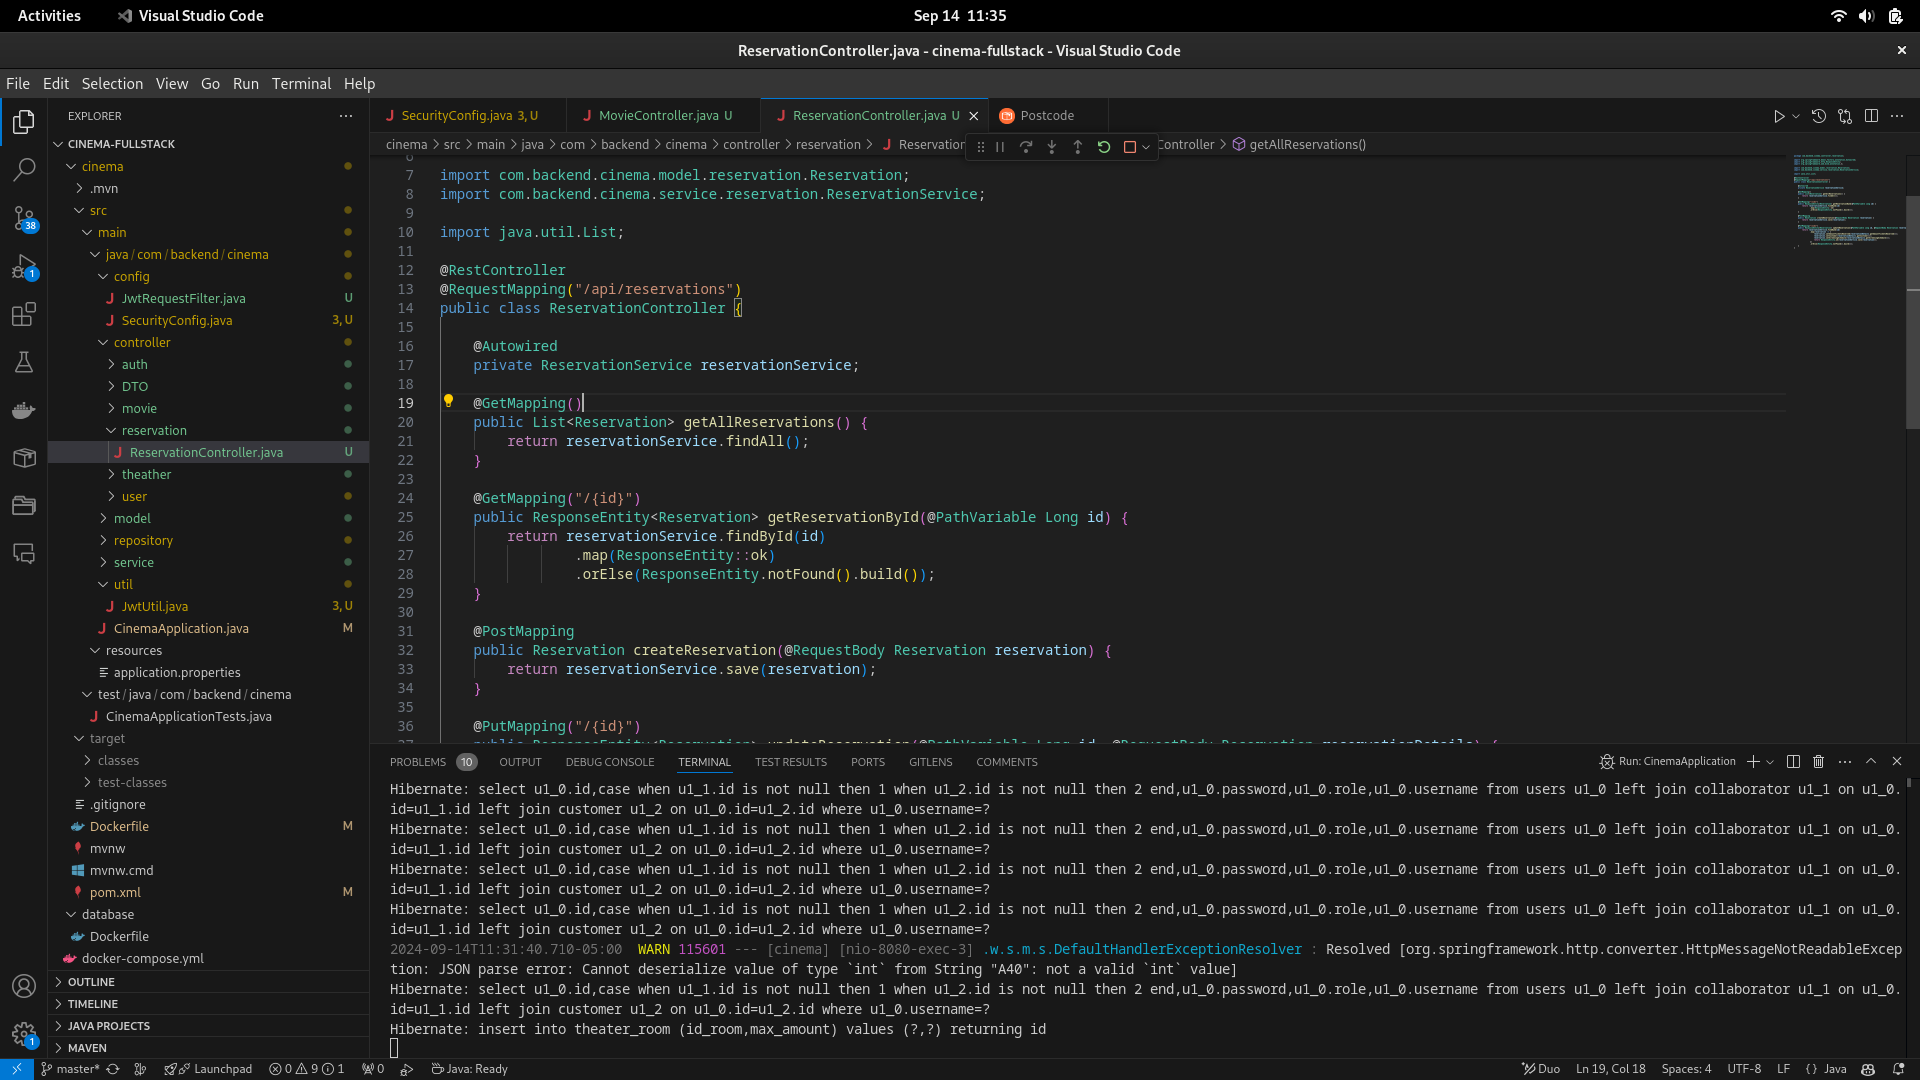 Activities
Visual Studio Code
Sep 14 11:35
ReservationController.java - cinema-fullstack - Visual Studio Code
File Edit Selection View Go Run Terminal Help
EXPLORER
CINEMA-FULLSTACK
cinema
.mvn
src
main
java / com / backend / cinema
config
JwtRequestFilter.java U
SecurityConfig.java 3, U
controller
auth
DTO
movie
reservation
ReservationController.java U
theather
user
model
repository
service
util
JwtUtil.java 3, U
CinemaApplication.java M
resources
application.properties
test / java / com / backend / cinema
CinemaApplicationTests.java
target
classes
test-classes
.gitignore
Dockerfile M
mvnw
mvnw.cmd
pom.xml M
database
Dockerfile
docker-compose.yml
OUTLINE
TIMELINE
JAVA PROJECTS
MAVEN
38
1
1
SecurityConfig.java 3, U
MovieController.java U
ReservationController.java U
Postcode
cinema > src > main > java > com > backend > cinema > controller > reservation > Reservation
Controller > getAllReservations()
6
7 import com.backend.cinema.model.reservation.Reservation;
8 import com.backend.cinema.service.reservation.ReservationService;
9
10 import java.util.List;
11
12 @RestController
13 @RequestMapping("/api/reservations")
14 public class ReservationController {
15
16 @Autowired
17 private ReservationService reservationService;
18
19 @GetMapping()
20 public List<Reservation> getAllReservations() {
21 return reservationService.findAll();
22 }
23
24 @GetMapping("/{id}")
25 public ResponseEntity<Reservation> getReservationById(@PathVariable Long id) {
26 return reservationService.findById(id)
27 .map(ResponseEntity::ok)
28 .orElse(ResponseEntity.notFound().build());
29 }
30
31 @PostMapping
32 public Reservation createReservation(@RequestBody Reservation reservation) {
33 return reservationService.save(reservation);
34 }
35
36 @PutMapping("/{id}")
37 public ResponseEntity<Reservation> updateReservation(@PathVariable Long id, @RequestBody Reservation reservationDetails) {
PROBLEMS 10 OUTPUT DEBUG CONSOLE TERMINAL TEST RESULTS PORTS GITLENS COMMENTS
Run: CinemaApplication
Hibernate: select u1_0.id,case when u1_1.id is not null then 1 when u1_2.id is not null then 2 end,u1_0.password,u1_0.role,u1_0.username from users u1_0 left join collaborator u1_1 on u1_0.
id=u1_1.id left join customer u1_2 on u1_0.id=u1_2.id where u1_0.username=?
Hibernate: select u1_0.id,case when u1_1.id is not null then 1 when u1_2.id is not null then 2 end,u1_0.password,u1_0.role,u1_0.username from users u1_0 left join collaborator u1_1 on u1_0.
id=u1_1.id left join customer u1_2 on u1_0.id=u1_2.id where u1_0.username=?
Hibernate: select u1_0.id,case when u1_1.id is not null then 1 when u1_2.id is not null then 2 end,u1_0.password,u1_0.role,u1_0.username from users u1_0 left join collaborator u1_1 on u1_0.
id=u1_1.id left join customer u1_2 on u1_0.id=u1_2.id where u1_0.username=?
Hibernate: select u1_0.id,case when u1_1.id is not null then 1 when u1_2.id is not null then 2 end,u1_0.password,u1_0.role,u1_0.username from users u1_0 left join collaborator u1_1 on u1_0.
id=u1_1.id left join customer u1_2 on u1_0.id=u1_2.id where u1_0.username=?
2024-09-14T11:31:40.710-05:00 WARN 115601 --- [cinema] [nio-8080-exec-3] .w.s.m.s.DefaultHandlerExceptionResolver : Resolved [org.springframework.http.converter.HttpMessageNotReadableExcep
tion: JSON parse error: Cannot deserialize value of type `int` from String "A40": not a valid `int` value]
Hibernate: select u1_0.id,case when u1_1.id is not null then 1 when u1_2.id is not null then 2 end,u1_0.password,u1_0.role,u1_0.username from users u1_0 left join collaborator u1_1 on u1_0.
id=u1_1.id left join customer u1_2 on u1_0.id=u1_2.id where u1_0.username=?
Hibernate: insert into theater_room (id_room,max_amount) values (?,?) returning id
master* Launchpad 0 9 1 0 Java: Ready
Duo Ln 19, Col 18 Spaces: 4 UTF-8 LF {} Java